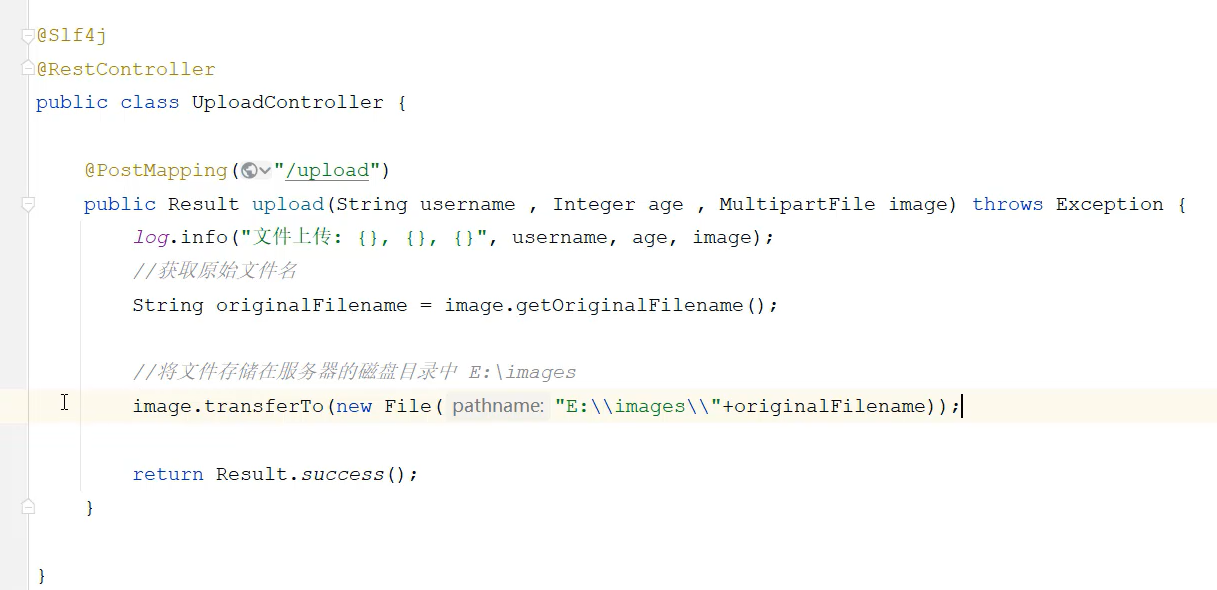 @Slf4j
@RestController
public class UploadController {
@PostMapping("/upload")
public Result upload(String username , Integer age , MultipartFile image) throws Exception {
log.info("文件上传: {}, {}, {}", username, age, image);
//获取原始文件名
String originalFilename = image.getOriginalFilename();
//将文件存储在服务器的磁盘目录中 E:\images
image.transferTo(new File( pathname: "E:\\images\\"+originalFilename));
return Result.success();
}
}